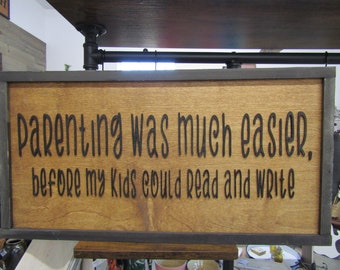 Parenting was much easier,
before my kids could read and write